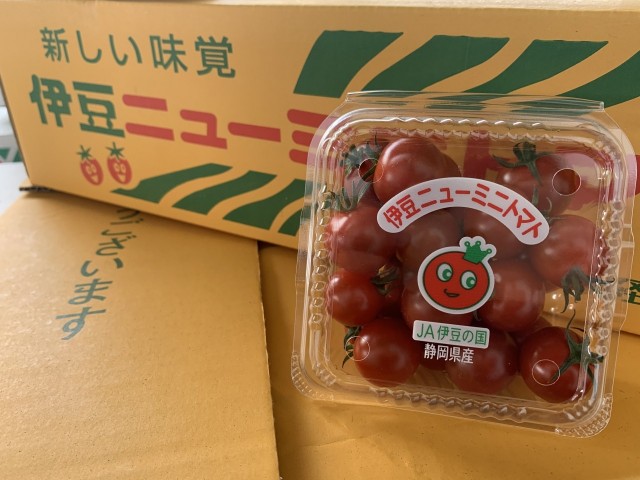 新しい味覚
伊豆ニューミ
ございます
伊豆ニューミニトマト
JA伊豆の国
静岡県産